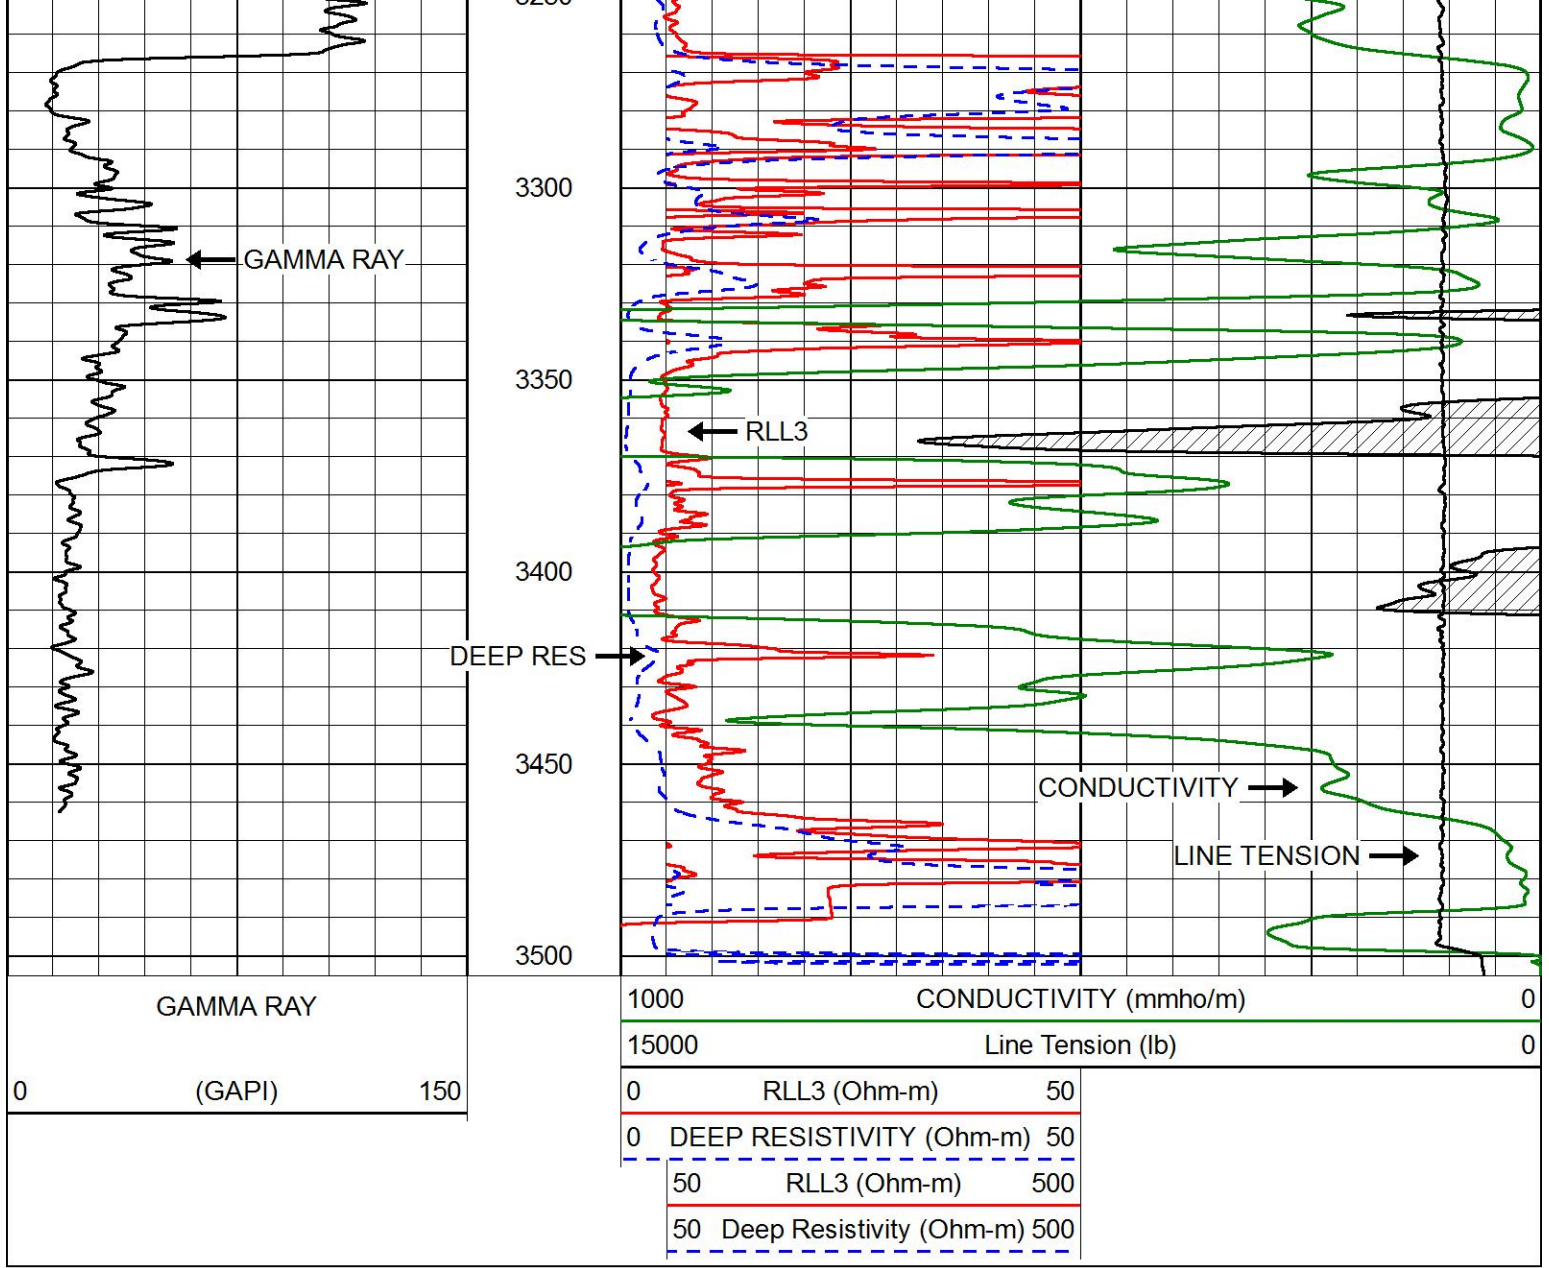 3300
GAMMA RAY
3350
RLL3
3400
DEEP RES
3450
CONDUCTIVITY
LINE TENSION
3500
GAMMA RAY
0 (GAPI) 150
1000 CONDUCTIVITY (mmho/m) 0
15000 Line Tension (lb) 0
0 RLL3 (Ohm-m) 50
0 DEEP RESISTIVITY (Ohm-m) 50
50 RLL3 (Ohm-m) 500
50 Deep Resistivity (Ohm-m) 500